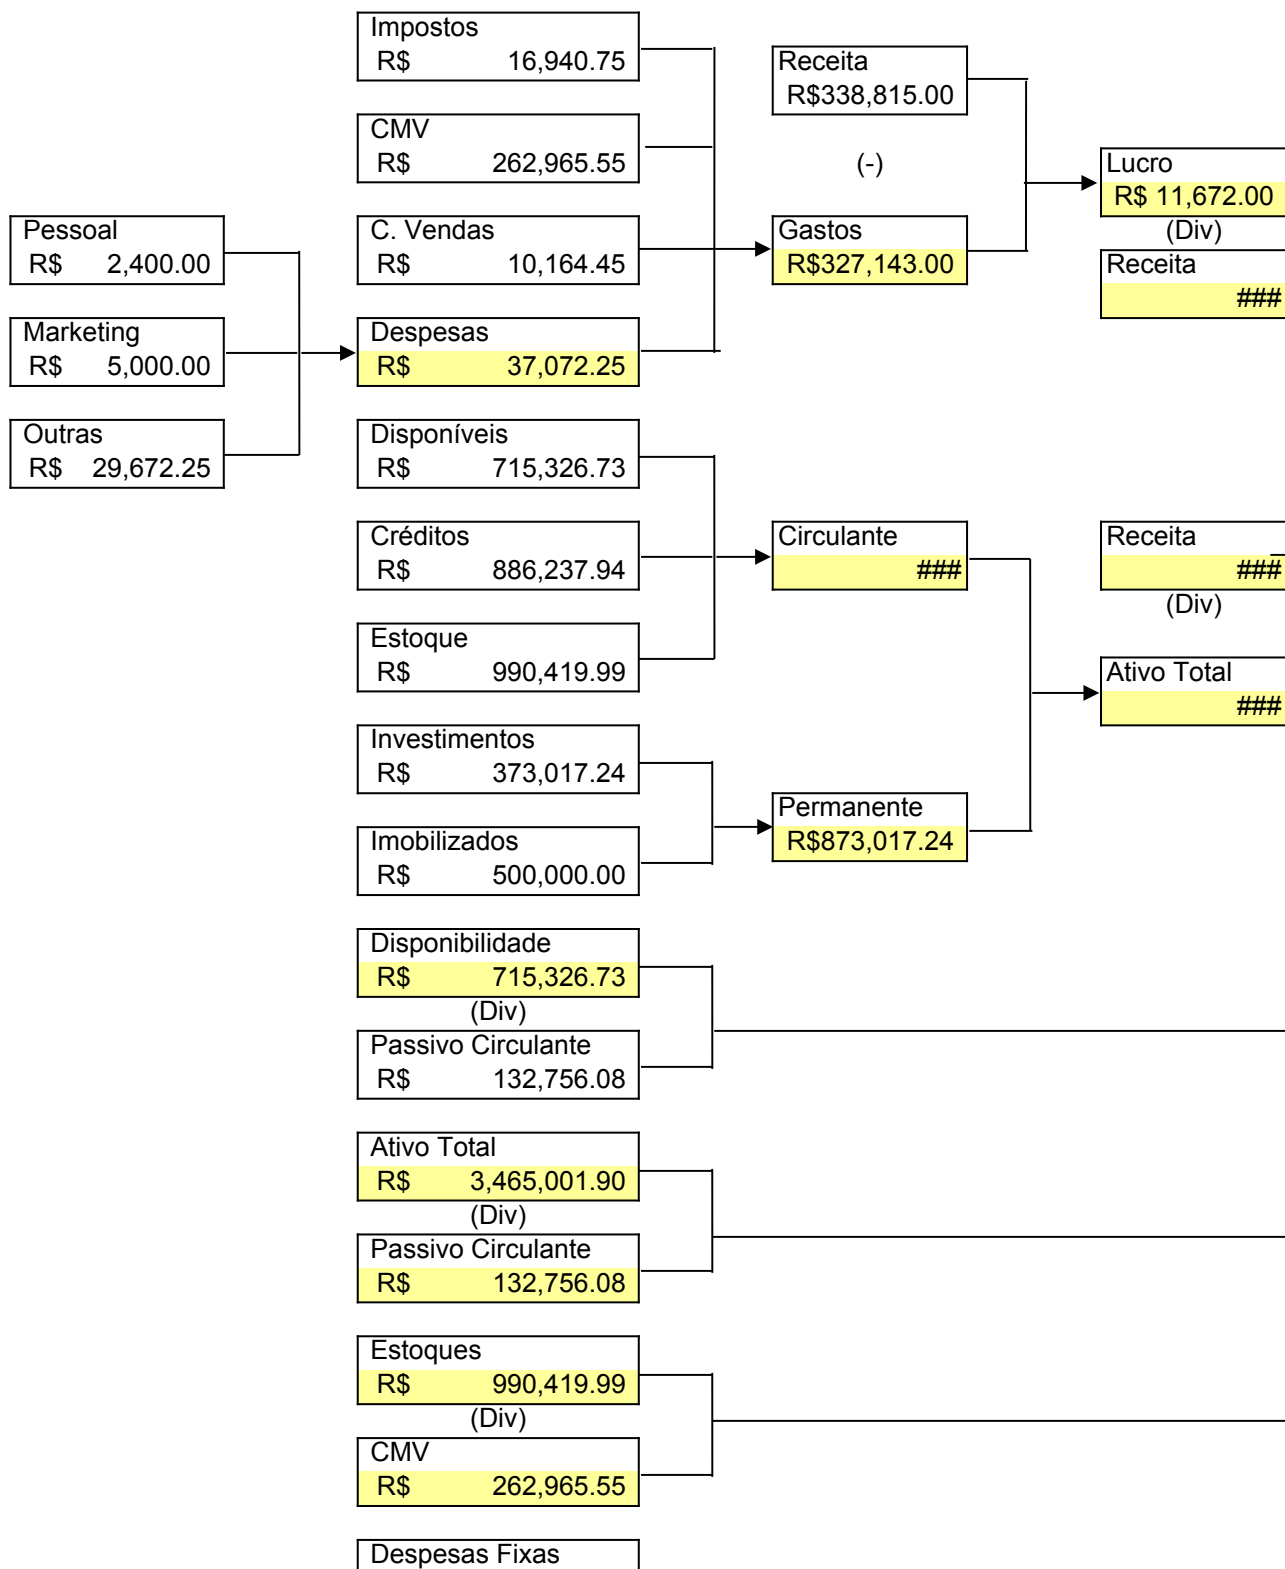 Impostos
R$ 16,940.75
Receita
R$338,815.00
CMV
R$ 262,965.55
(-)
Lucro
R$ 11,672.00
(Div)
Receita
###
Pessoal
R$ 2,400.00
C. Vendas
R$ 10,164.45
Gastos
R$327,143.00
Marketing
R$ 5,000.00
Despesas
R$ 37,072.25
Outras
R$ 29,672.25
Disponíveis
R$ 715,326.73
Créditos
R$ 886,237.94
Circulante
###
Receita
###
(Div)
Estoque
R$ 990,419.99
Ativo Total
###
Investimentos
R$ 373,017.24
Permanente
R$873,017.24
Imobilizados
R$ 500,000.00
Disponibilidade
R$ 715,326.73
(Div)
Passivo Circulante
R$ 132,756.08
Ativo Total
R$ 3,465,001.90
(Div)
Passivo Circulante
R$ 132,756.08
Estoques
R$ 990,419.99
(Div)
CMV
R$ 262,965.55
Despesas Fixas